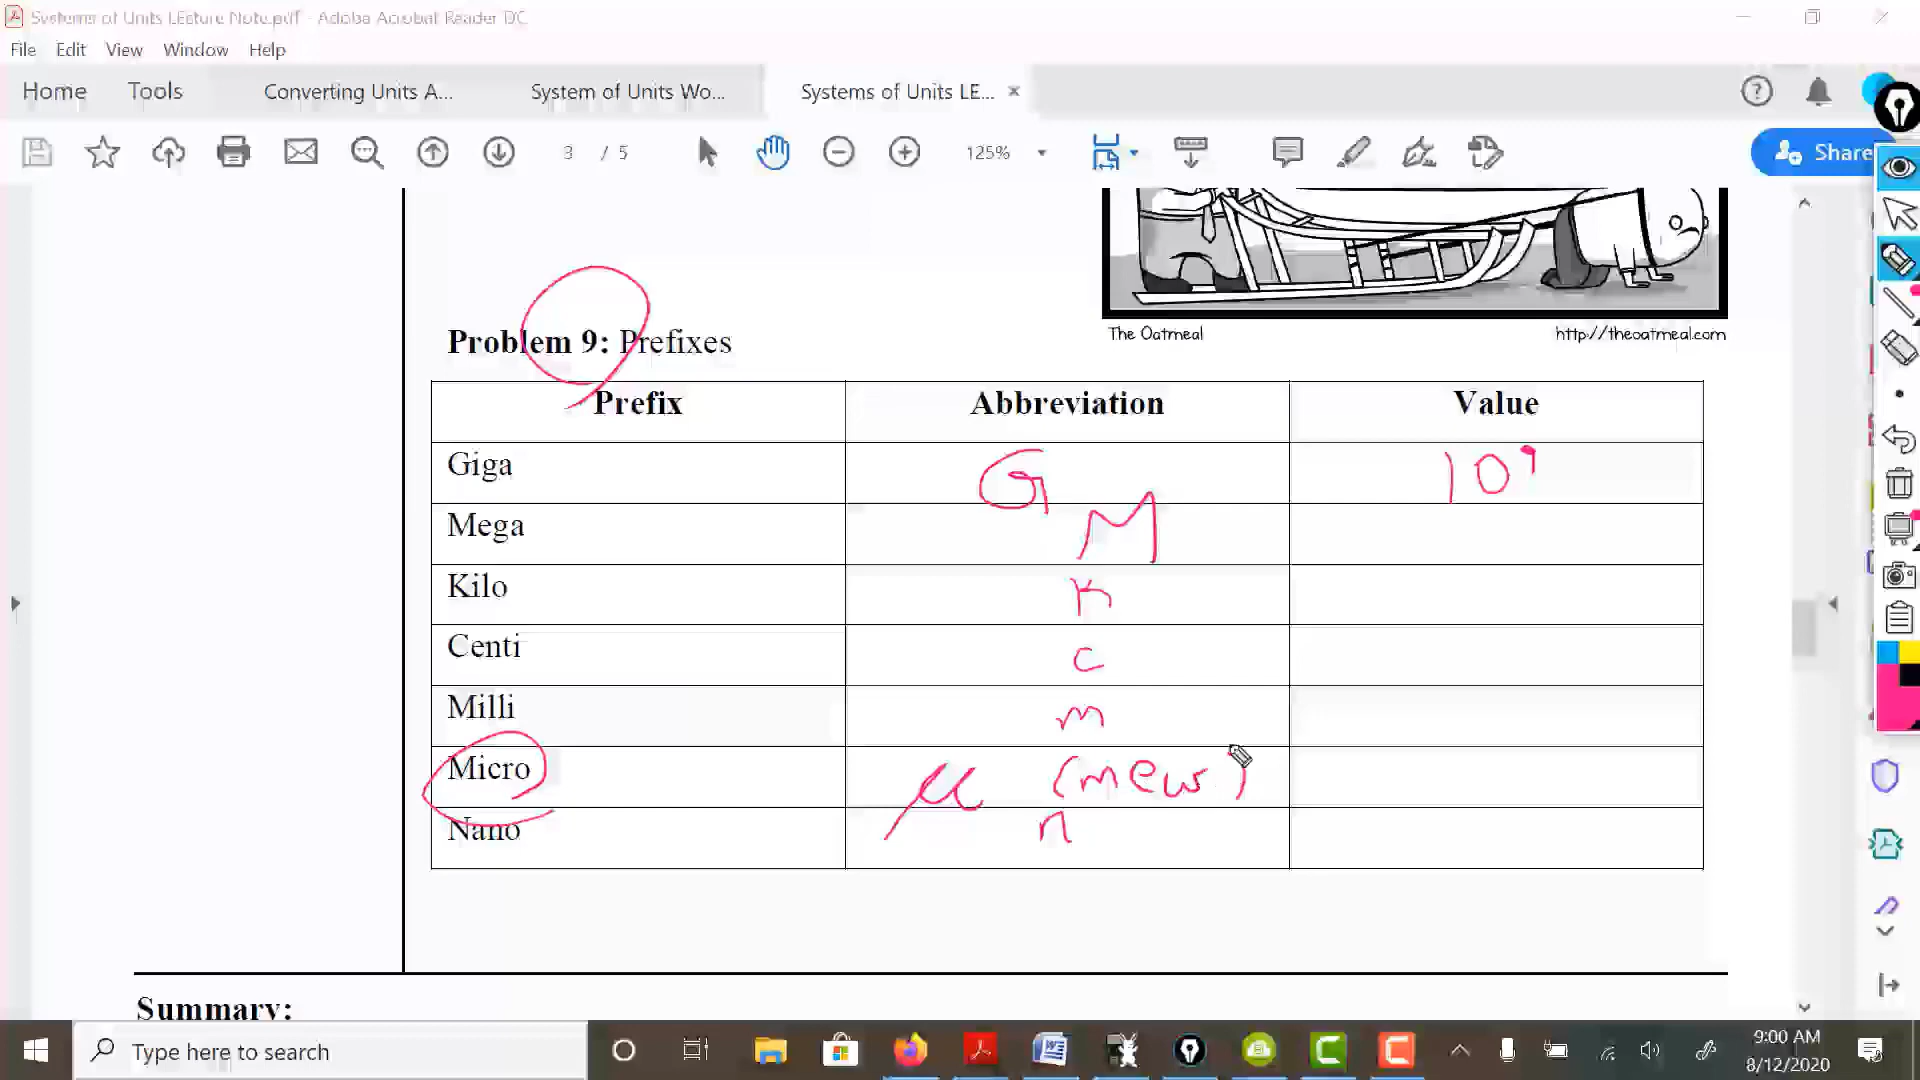 Systems of Units LEcture Note.pdf - Adobe Acrobat Reader DC
File Edit View Window Help
Home Tools Converting Units A... System of Units Wo... Systems of Units LE... ×
3 / 5 125% Share
The Oatmeal http://theoatmeal.com
Problem 9: Prefixes
Prefix Abbreviation Value
Giga G 10⁹
Mega M
Kilo K
Centi c
Milli m
Micro μ (mew)
Nano n
Summary:
Type here to search
9:00 AM
8/12/2020